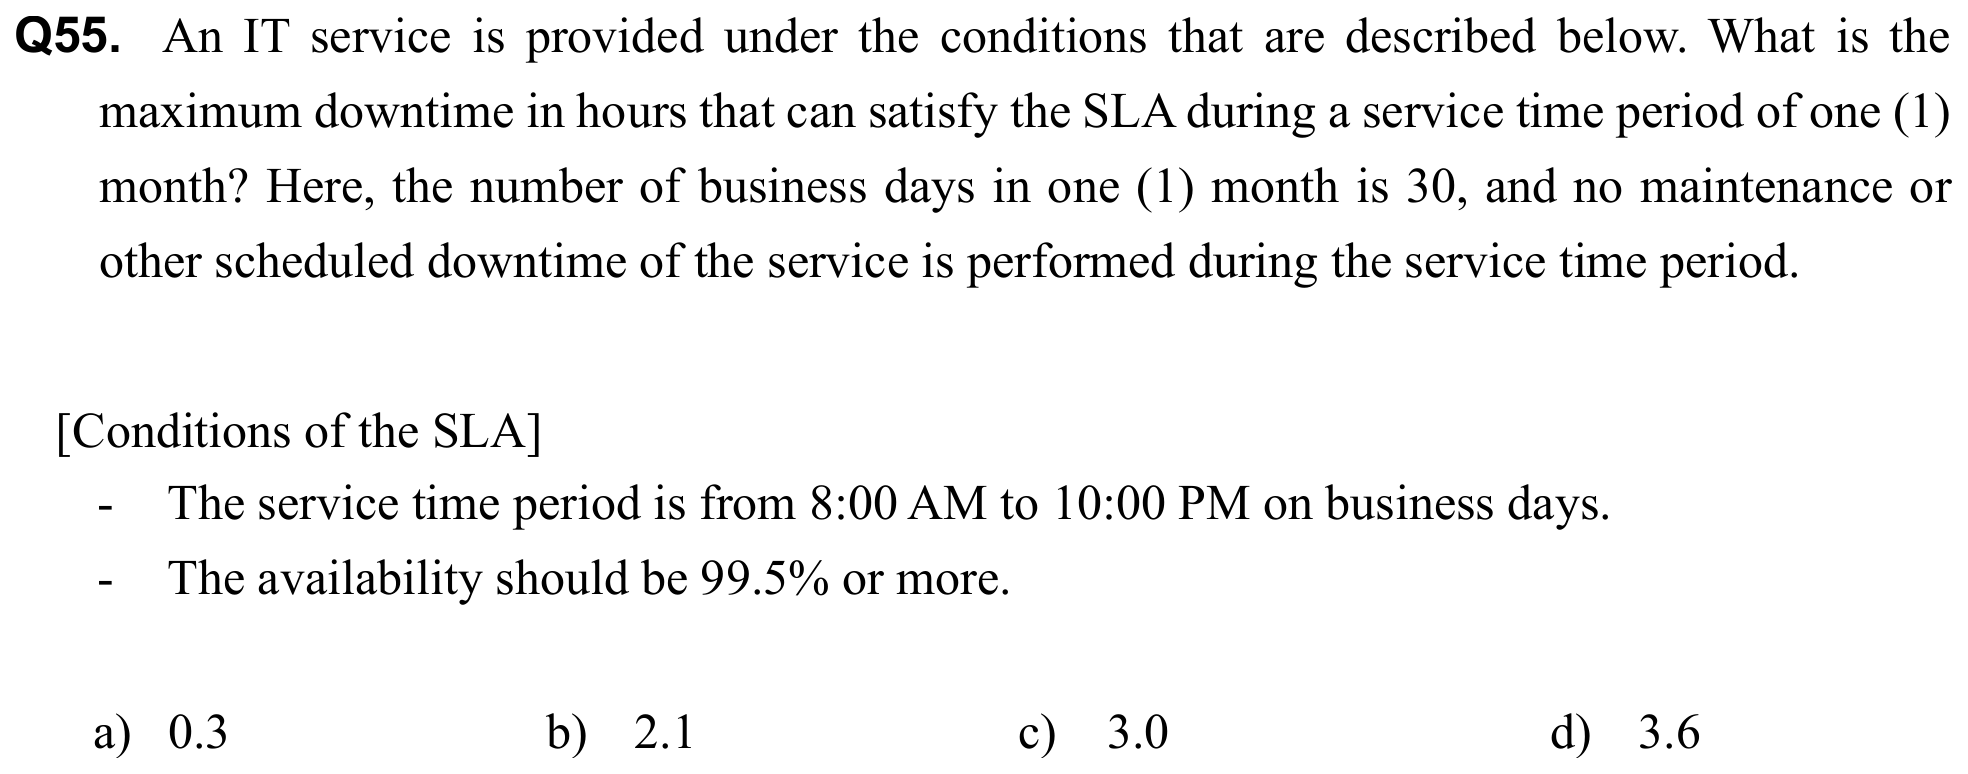 Q55. An IT service is provided under the conditions that are described below. What is the
maximum downtime in hours that can satisfy the SLA during a service time period of one (1)
month? Here, the number of business days in one (1) month is 30, and no maintenance or
other scheduled downtime of the service is performed during the service time period.
[Conditions of the SLA]
- The service time period is from 8:00 AM to 10:00 PM on business days.
- The availability should be 99.5% or more.
a) 0.3 b) 2.1 c) 3.0 d) 3.6